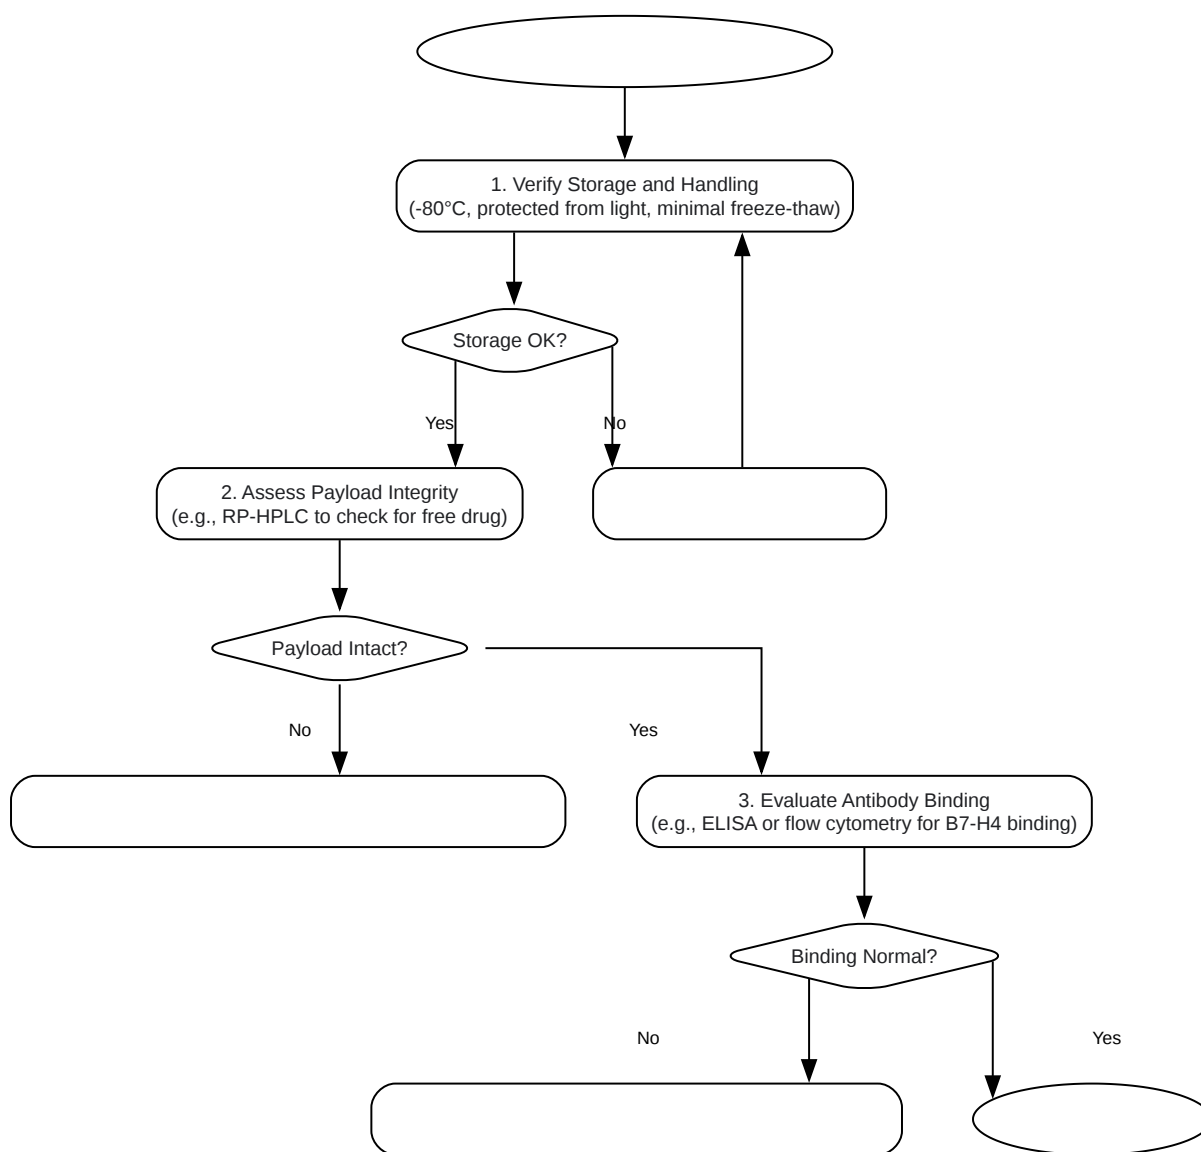 1. Verify Storage and Handling
(-80°C, protected from light, minimal freeze-thaw)
Storage OK?
Yes
No
2. Assess Payload Integrity
(e.g., RP-HPLC to check for free drug)
Payload Intact?
No
Yes
3. Evaluate Antibody Binding
(e.g., ELISA or flow cytometry for B7-H4 binding)
Binding Normal?
No
Yes